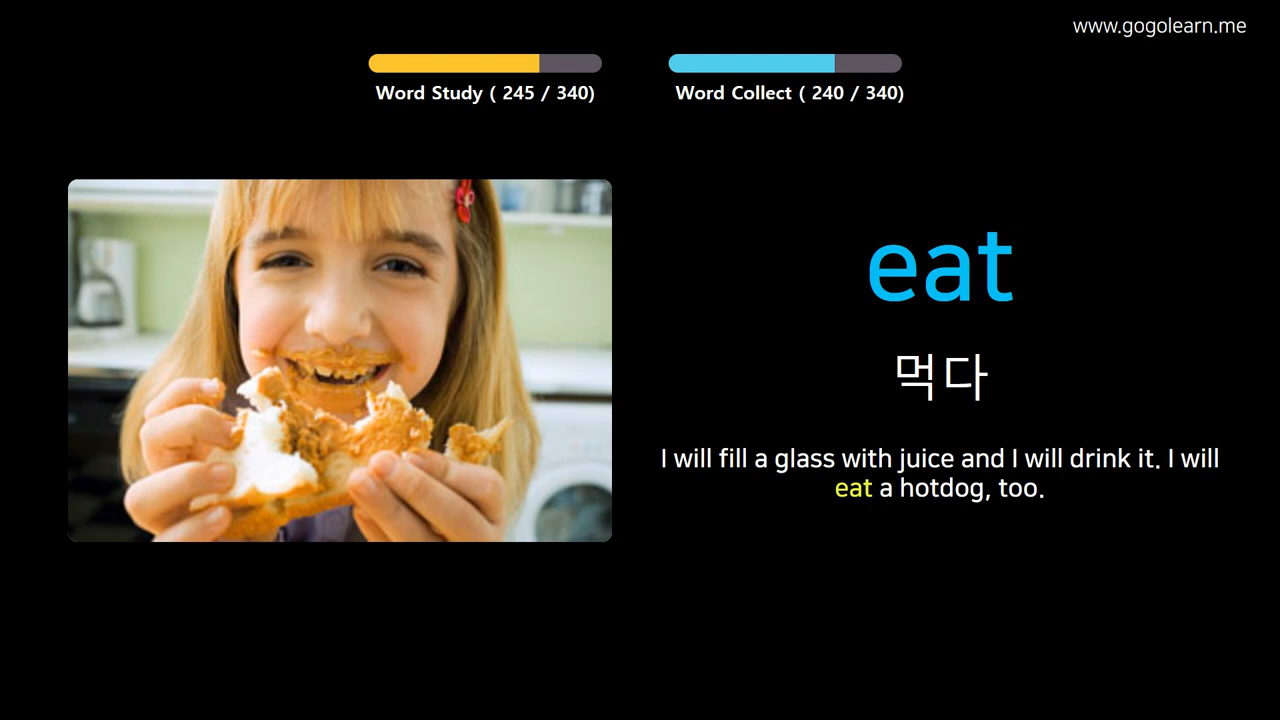 www.gogolearn.me
Word Study ( 245 / 340)
Word Collect ( 240 / 340)
eat
먹다
I will fill a glass with juice and I will drink it. I will
eat a hotdog, too.